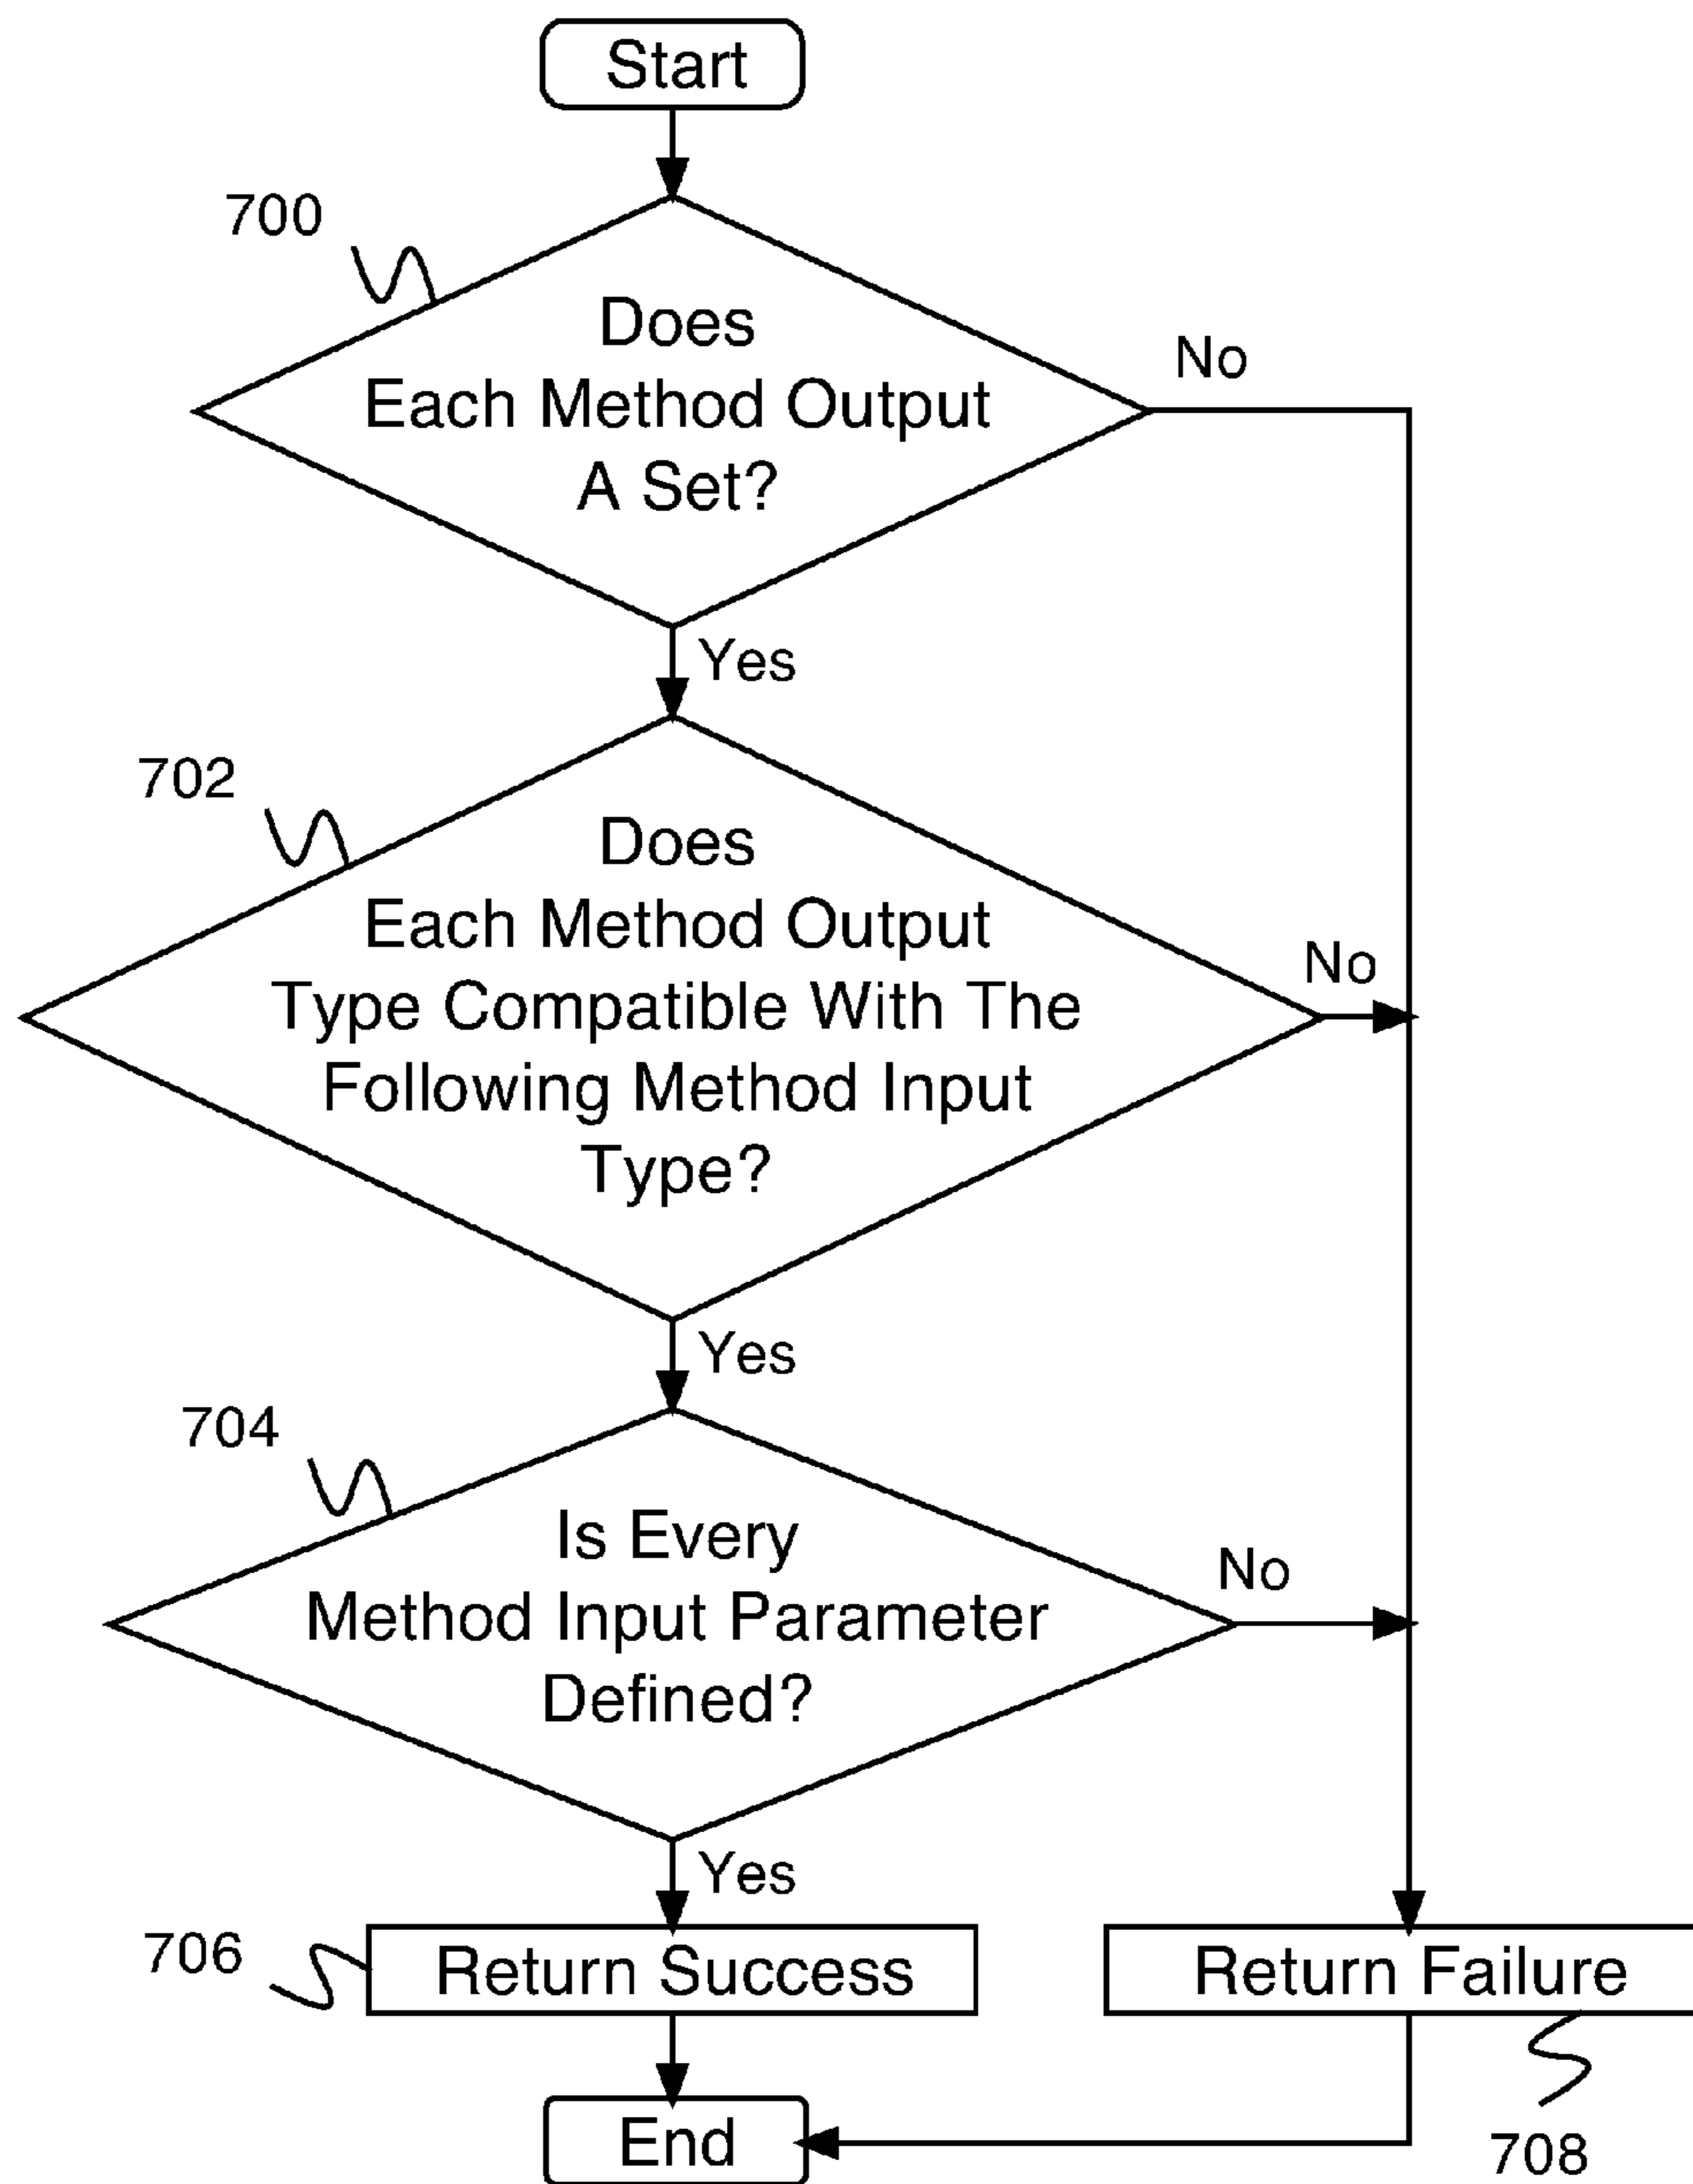 Start
700
Does
Each Method Output
A Set?
No
Yes
702
Does
Each Method Output
Type Compatible With The
Following Method Input
Type?
No
Yes
704
Is Every
Method Input Parameter
Defined?
No
Yes
706
Return Success
Return Failure
End
708